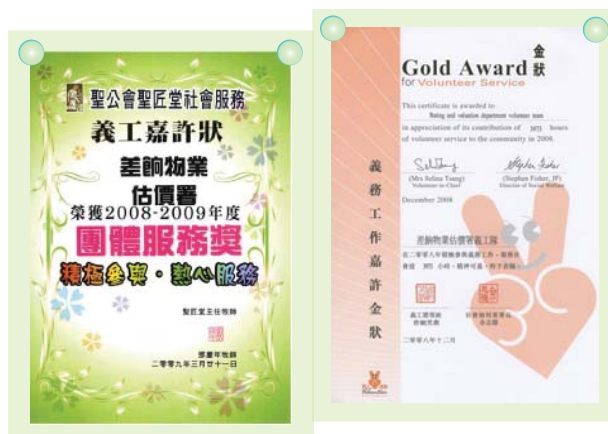 聖公會聖匠堂社會服務
義工嘉許狀
差餉物業
估價署
榮獲2008-2009年度
團體服務獎
積極參與・熱心服務
聖匠堂主任牧師
二零零九年三月廿十一日
Gold Award 金狀
for Volunteer Service
This certificate is awarded to
Rating and valuation department volunteer team
in appreciation of its contribution of 3073 hours
of volunteer service to the community in 2008.
(Mrs Selina Tsang)
(Stephen Fisher, JP)
Volunteer-in-Chief
Director of Social Welfare
December 2008
義務工作嘉許金狀
差餉物業估價署義工隊
二零零八年十二月